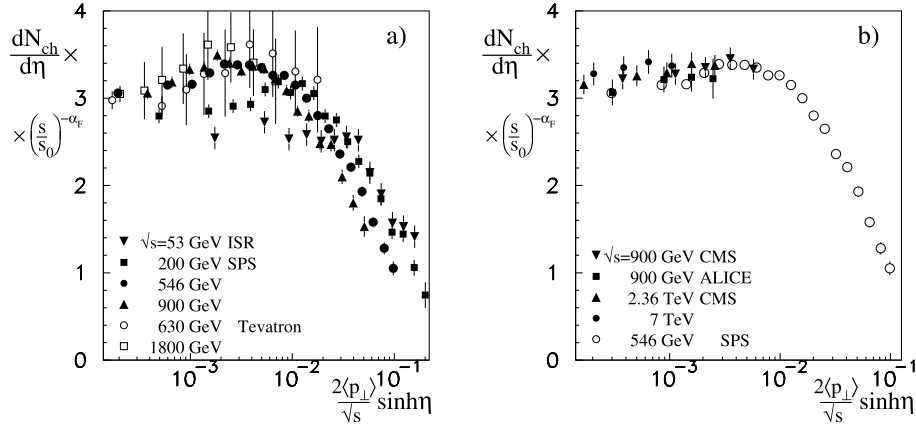 dN_ch/dη ×
× (s/s_0)^-α_F
a)
4
3
2
1
0
▼ √s=53 GeV ISR
■ 200 GeV SPS
● 546 GeV
▲ 900 GeV
○ 630 GeV Tevatron
□ 1800 GeV
10^-3 10^-2 10^-1
2⟨p_⊥⟩/√s sinhη
dN_ch/dη ×
× (s/s_0)^-α_F
b)
4
3
2
1
0
▼ √s=900 GeV CMS
■ 900 GeV ALICE
▲ 2.36 TeV CMS
● 7 TeV
○ 546 GeV SPS
10^-3 10^-2 10^-1
2⟨p_⊥⟩/√s sinhη